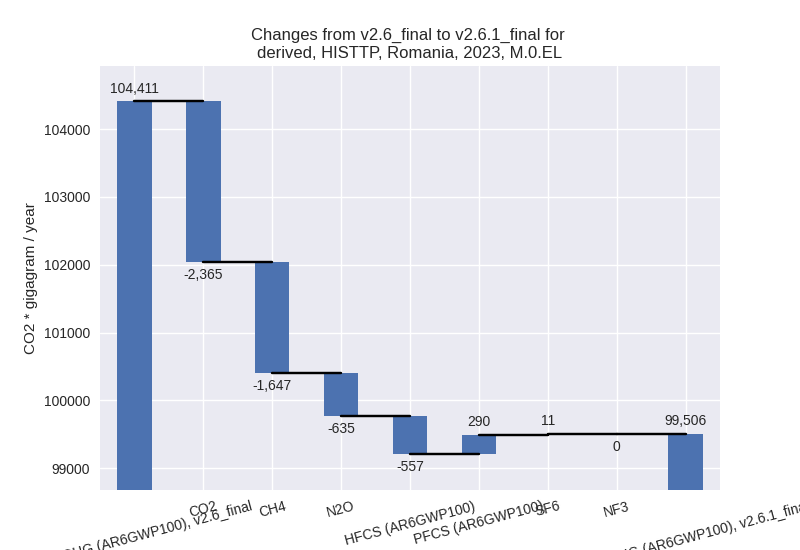 Changes from v2.6_final to v2.6.1_final for
derived, HISTTP, Romania, 2023, M.0.EL
CO2 * gigagram / year
104000
103000
102000
101000
100000
99000
104,411
-2,365
-1,647
-635
-557
290
11
0
99,506
(AR6GWP100), v2.6_final
CO2
CH4
N2O
HFCS (AR6GWP100)
PFCS (AR6GWP100)
SF6
NF3
(AR6GWP100), v2.6.1